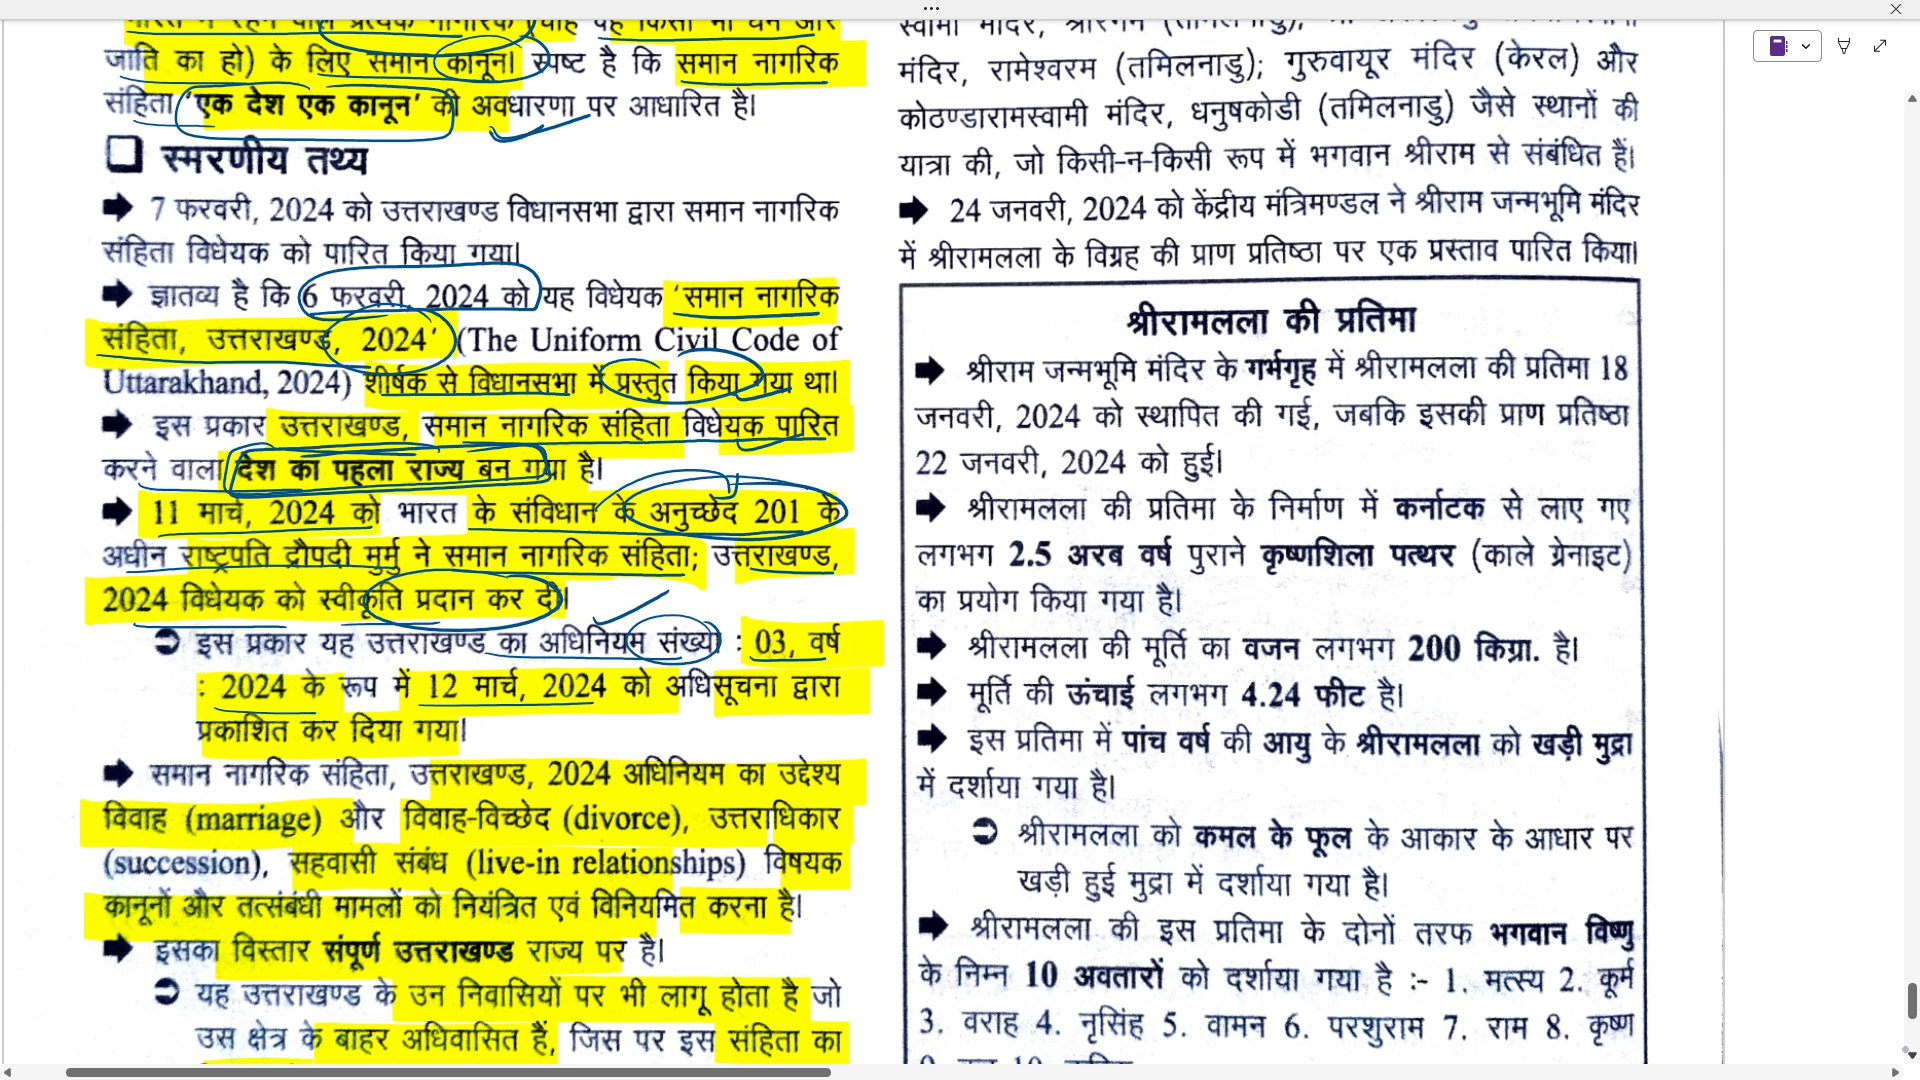 जाति का हो) के लिए समान कानून। स्पष्ट है कि समान नागरिक
संहिता 'एक देश एक कानून' की अवधारणा पर आधारित है।
❑ स्मरणीय तथ्य
➡ 7 फरवरी, 2024 को उत्तराखण्ड विधानसभा द्वारा समान नागरिक
संहिता विधेयक को पारित किया गया।
➡ ज्ञातव्य है कि 6 फरवरी, 2024 को यह विधेयक 'समान नागरिक
संहिता, उत्तराखण्ड, 2024' (The Uniform Civil Code of
Uttarakhand, 2024) शीर्षक से विधानसभा में प्रस्तुत किया गया था।
➡ इस प्रकार उत्तराखण्ड, समान नागरिक संहिता विधेयक पारित
करने वाला देश का पहला राज्य बन गया है।
➡ 11 मार्च, 2024 को भारत के संविधान के अनुच्छेद 201 के
अधीन राष्ट्रपति द्रौपदी मुर्मु ने समान नागरिक संहिता; उत्तराखण्ड,
2024 विधेयक को स्वीकृति प्रदान कर दी।
➲ इस प्रकार यह उत्तराखण्ड का अधिनियम संख्या : 03, वर्ष
: 2024 के रूप में 12 मार्च, 2024 को अधिसूचना द्वारा
प्रकाशित कर दिया गया।
➡ समान नागरिक संहिता, उत्तराखण्ड, 2024 अधिनियम का उद्देश्य
विवाह (marriage) और विवाह-विच्छेद (divorce), उत्तराधिकार
(succession), सहवासी संबंध (live-in relationships) विषयक
कानूनों और तत्संबंधी मामलों को नियंत्रित एवं विनियमित करना है।
➡ इसका विस्तार संपूर्ण उत्तराखण्ड राज्य पर है।
➲ यह उत्तराखण्ड के उन निवासियों पर भी लागू होता है जो
उस क्षेत्र के बाहर अधिवासित हैं, जिस पर इस संहिता का
मंदिर, रामेश्वरम (तमिलनाडु); गुरुवायूर मंदिर (केरल) और
कोठण्डारामस्वामी मंदिर, धनुषकोडी (तमिलनाडु) जैसे स्थानों की
यात्रा की, जो किसी-न-किसी रूप में भगवान श्रीराम से संबंधित हैं।
➡ 24 जनवरी, 2024 को केंद्रीय मंत्रिमण्डल ने श्रीराम जन्मभूमि मंदिर
में श्रीरामलला के विग्रह की प्राण प्रतिष्ठा पर एक प्रस्ताव पारित किया।
श्रीरामलला की प्रतिमा
➡ श्रीराम जन्मभूमि मंदिर के गर्भगृह में श्रीरामलला की प्रतिमा 18
जनवरी, 2024 को स्थापित की गई, जबकि इसकी प्राण प्रतिष्ठा
22 जनवरी, 2024 को हुई।
➡ श्रीरामलला की प्रतिमा के निर्माण में कर्नाटक से लाए गए
लगभग 2.5 अरब वर्ष पुराने कृष्णशिला पत्थर (काले ग्रेनाइट)
का प्रयोग किया गया है।
➡ श्रीरामलला की मूर्ति का वजन लगभग 200 किग्रा. है।
➡ मूर्ति की ऊंचाई लगभग 4.24 फीट है।
➡ इस प्रतिमा में पांच वर्ष की आयु के श्रीरामलला को खड़ी मुद्रा
में दर्शाया गया है।
➲ श्रीरामलला को कमल के फूल के आकार के आधार पर
खड़ी हुई मुद्रा में दर्शाया गया है।
➡ श्रीरामलला की इस प्रतिमा के दोनों तरफ भगवान विष्णु
के निम्न 10 अवतारों को दर्शाया गया है :- 1. मत्स्य 2. कूर्म
3. वराह 4. नृसिंह 5. वामन 6. परशुराम 7. राम 8. कृष्ण